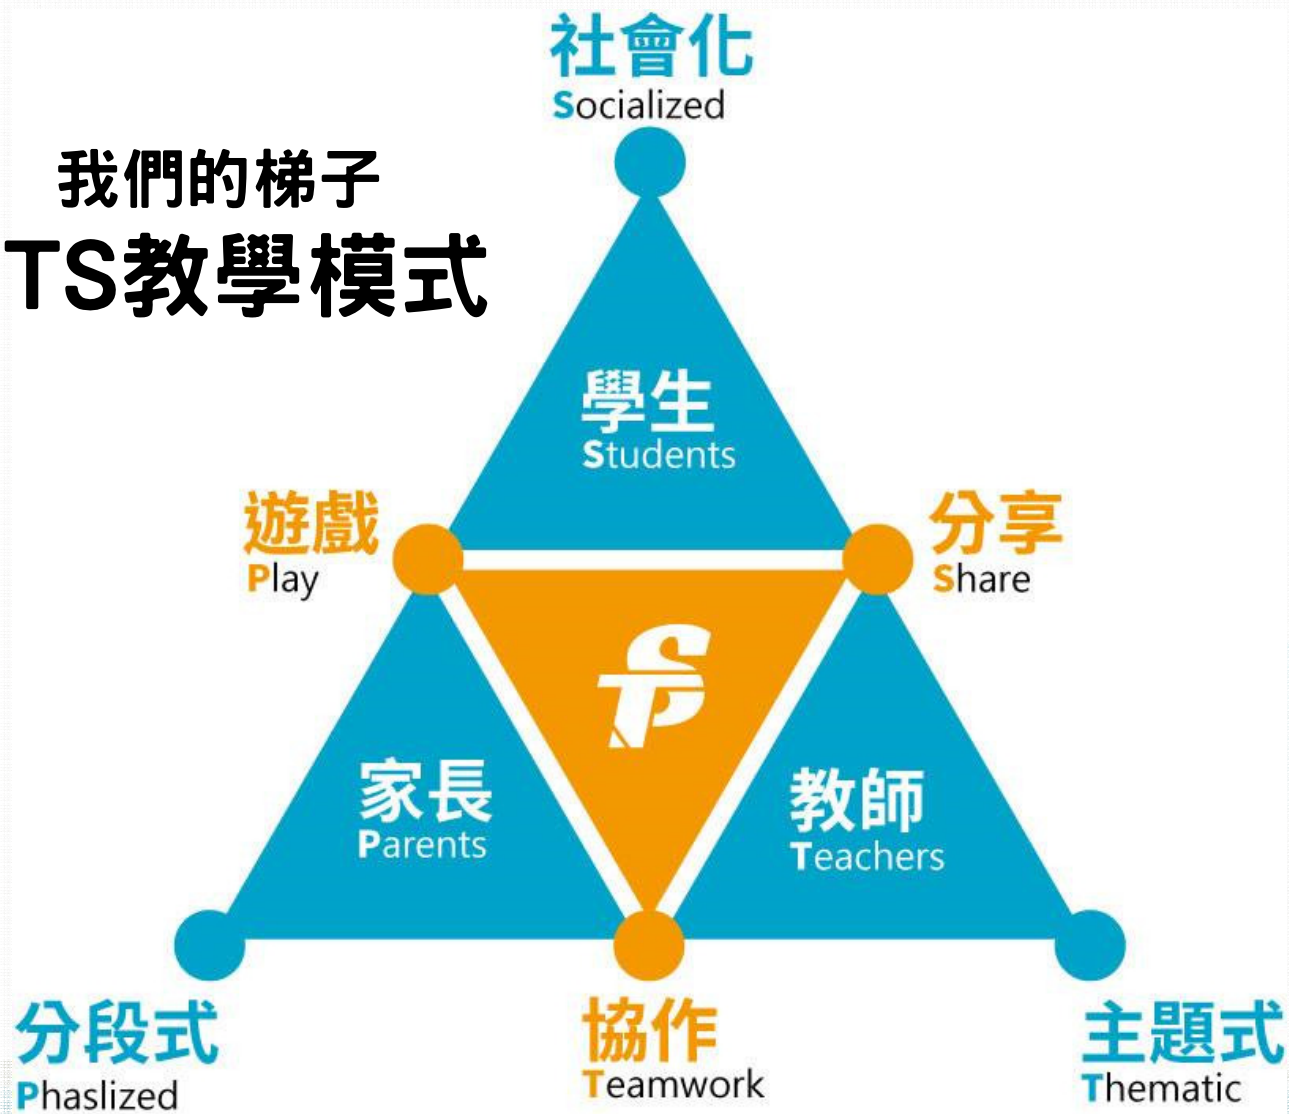 社會化
Socialized
我們的梯子
TS教學模式
學生
Students
遊戲
Play
分享
Share
家長
Parents
教師
Teachers
分段式
Phaslized
協作
Teamwork
主題式
Thematic